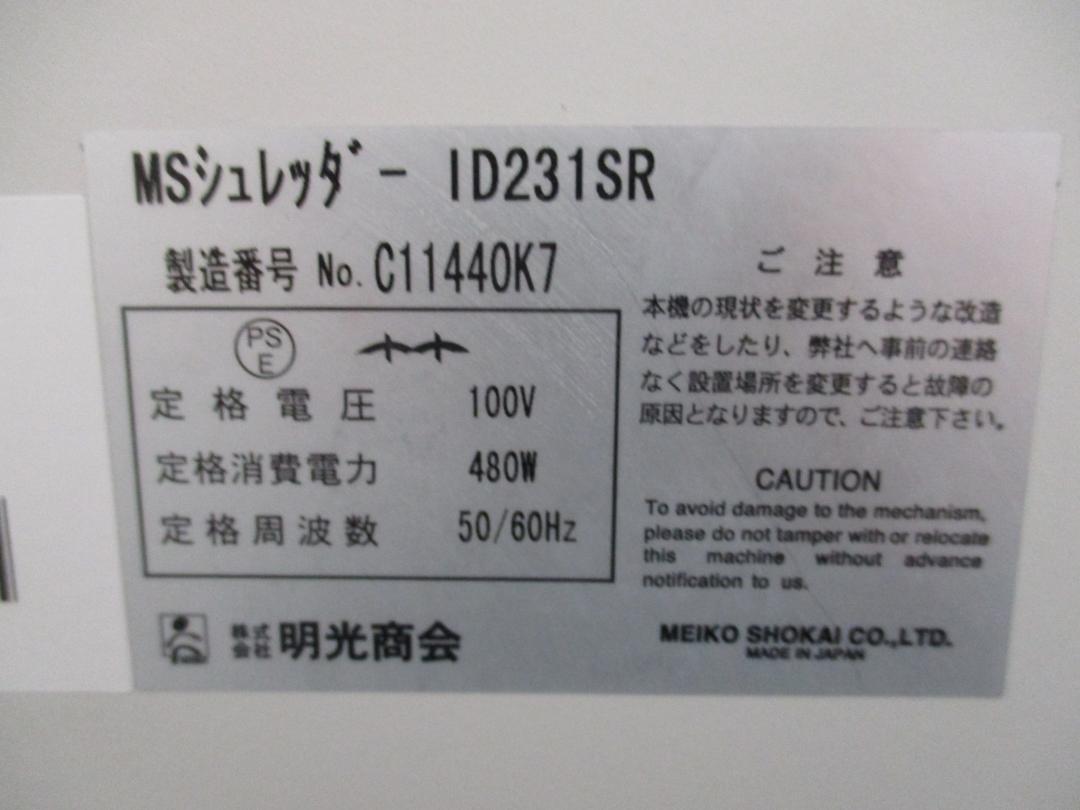 MSシュレッダｰ ID231SR
製造番号 No. C11440K7
PS
E
定格電圧 100V
定格消費電力 480W
定格周波数 50/60Hz
ご注意
本機の現状を変更するような改造
などをしたり、弊社へ事前の連絡
なく設置場所を変更すると故障の
原因となりますので、ご注意下さい。
CAUTION
To avoid damage to the mechanism,
please do not tamper with or relocate
this machine without advance
notification to us.
株式会社 明光商会
MEIKO SHOKAI CO.,LTD.
MADE IN JAPAN